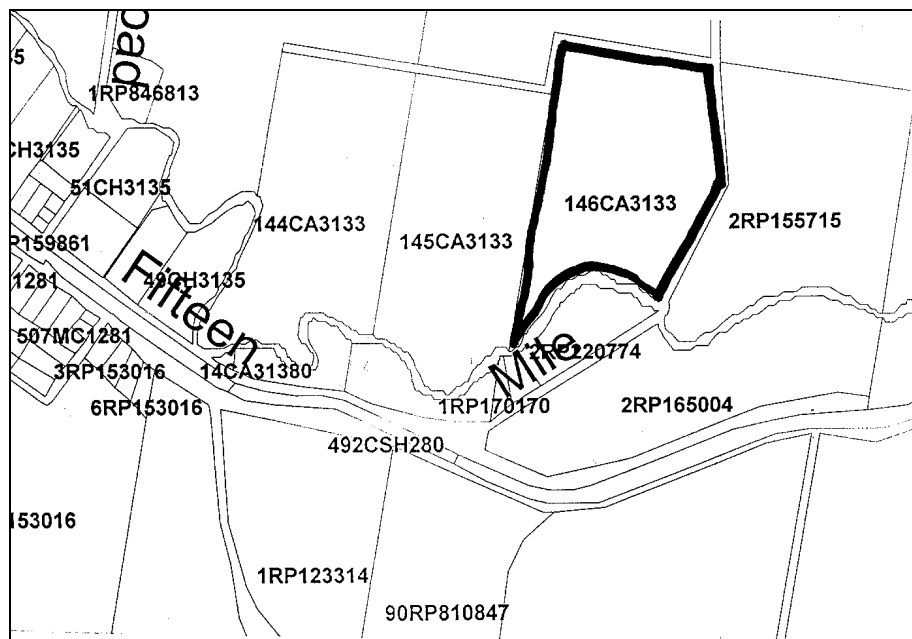 oad
35
1RP846813
CH3135
51CH3135
146CA3133
2RP155715
144CA3133
145CA3133
P159861
1281
49CH3135
Fifteen
507MC1281
Mile
2RP220774
3RP153016
14CA31380
6RP153016
1RP170170
2RP165004
492CSH280
153016
1RP123314
90RP810847